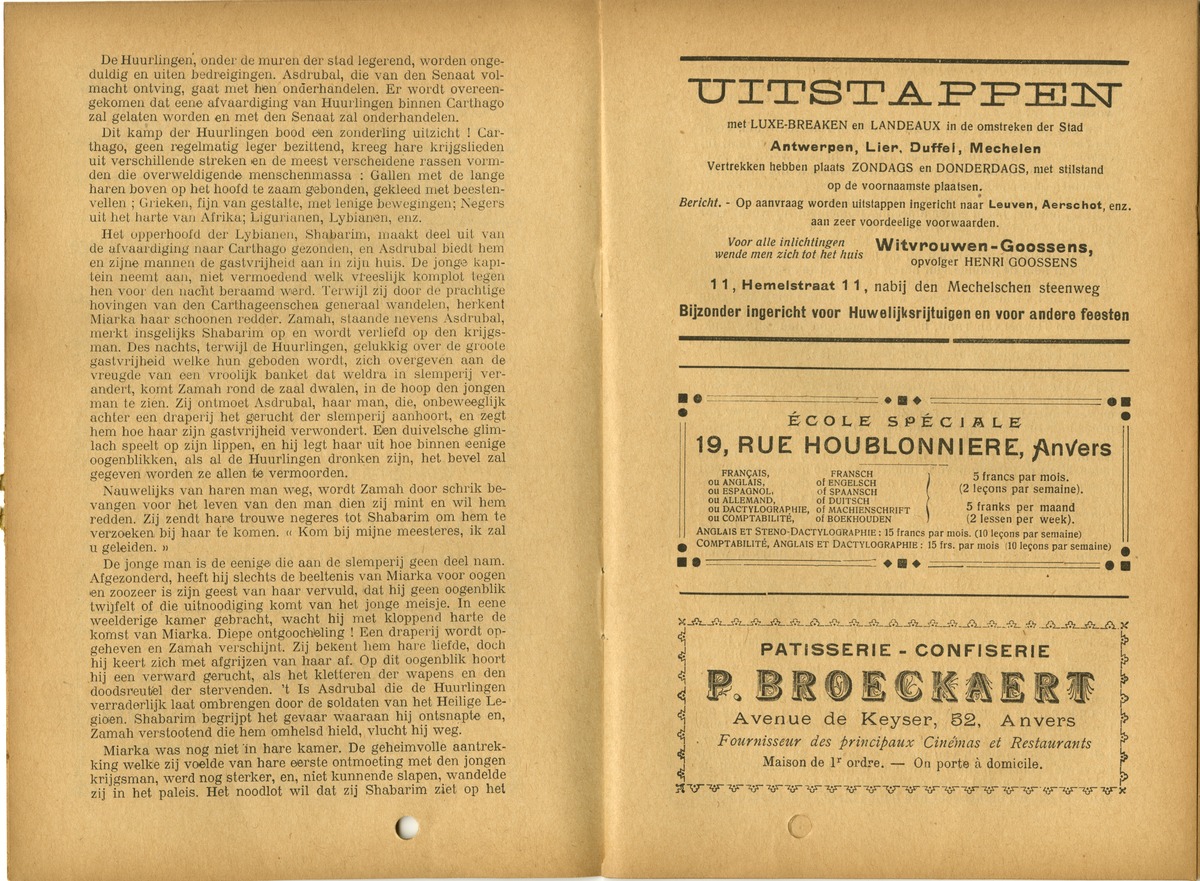 De Huurlingen, onder de muren der stad legerend, worden onge-
duldig en uiten bedreigingen. Asdrubal, die van den Senaat vol-
macht ontving, gaat met hen onderhandelen. Er wordt overeen-
gekomen dat eene afvaardiging van Huurlingen binnen Carthago
zal gelaten worden en met den Senaat zal onderhandelen.
Dit kamp der Huurlingen bood een zonderling uitzicht ! Car-
thago, geen regelmatig leger bezittend, kreeg hare krijgslieden
uit verschillende streken en de meest verscheidene rassen vorm-
den die overweldigende menschenmassa : Gallen met de lange
haren boven op het hoofd te zaam gebonden, gekleed met beesten-
vellen ; Grieken, fijn van gestalte, met lenige bewegingen; Negers
uit het harte van Afrika; Ligurianen, Lybianen, enz.
Het opperhoofd der Lybianen, Shabarim, maakt deel uit van
de afvaardiging naar Carthago gezonden, en Asdrubal biedt hem
en zijne mannen de gastvrijheid aan in zijn huis. De jonge kapi-
tein neemt aan, niet vermoedend welk vreeslijk komplot tegen
hen voor den nacht beraamd werd. Terwijl zij door de prachtige
hovingen van den Carthageenschen generaal wandelen, herkent
Miarka haar schoonen redder. Zamah, staande nevens Asdrubal,
merkt insgelijks Shabarim op en wordt verliefd op den krijgs-
man. Des nachts, terwijl de Huurlingen, gelukkig over de groote
gastvrijheid welke hun geboden wordt, zich overgeven aan de
vreugde van een vroolijk banket dat weldra in slemperij ver-
andert, komt Zamah rond de zaal dwalen, in de hoop den jongen
man te zien. Zij ontmoet Asdrubal, haar man, die, onbeweeglijk
achter een draperij het gerucht der slemperij aanhoort, en zegt
hem hoe haar zijn gastvrijheid verwondert. Een duivelsche glim-
lach speelt op zijn lippen, en hij legt haar uit hoe binnen eenige
oogenblikken, als al de Huurlingen dronken zijn, het bevel zal
gegeven worden ze allen te vermoorden.
Nauwelijks van haren man weg, wordt Zamah door schrik be-
vangen voor het leven van den man dien zij mint en wil hem
redden. Zij zendt hare trouwe negeres tot Shabarim om hem te
verzoeken bij haar te komen. « Kom bij mijne meesteres, ik zal
u geleiden. »
De jonge man is de eenige die aan de slemperij geen deel nam.
Afgezonderd, heeft hij slechts de beeltenis van Miarka voor oogen
en zoozeer is zijn geest van haar vervuld, dat hij geen oogenblik
twijfelt of die uitnoodiging komt van het jonge meisje. In eene
weelderige kamer gebracht, wacht hij met kloppend harte de
komst van Miarka. Diepe ontgoocheling ! Een draperij wordt op-
geheven en Zamah verschijnt. Zij bekent hem hare liefde, doch
hij keert zich met afgrijzen van haar af. Op dit oogenblik hoort
hij een verward gerucht, als het kletteren der wapens en den
doodsreutel der stervenden. 't Is Asdrubal die de Huurlingen
verraderlijk laat ombrengen door de soldaten van het Heilige Le-
gioen. Shabarim begrijpt het gevaar waaraan hij ontsnapte en,
Zamah verstootend die hem omhelsd hield, vlucht hij weg.
Miarka was nog niet in hare kamer. De geheimvolle aantrek-
king welke zij voelde van hare eerste ontmoeting met den jongen
krijgsman, werd nog sterker, en, niet kunnende slapen, wandelde
zij in het paleis. Het noodlot wil dat zij Shabarim ziet op het
UITSTAPPEN
met LUXE-BREAKEN en LANDEAUX in de omstreken der Stad
Antwerpen, Lier, Duffel, Mechelen
Vertrekken hebben plaats ZONDAGS en DONDERDAGS, met stilstand
op de voornaamste plaatsen.
Bericht. - Op aanvraag worden uitstappen ingericht naar Leuven, Aerschot, enz.
aan zeer voordeelige voorwaarden.
Voor alle inlichtingen
wende men zich tot het huis
Witvrouwen-Goossens,
opvolger HENRI GOOSSENS
11, Hemelstraat 11, nabij den Mechelschen steenweg
Bijzonder ingericht voor Huwelijksrijtuigen en voor andere feesten
ÉCOLE SPÉCIALE
19, RUE HOUBLONNIERE, Anvers
FRANÇAIS, FRANSCH
ou ANGLAIS, of ENGELSCH
ou ESPAGNOL, of SPAANSCH
ou ALLEMAND, of DUITSCH
ou DACTYLOGRAPHIE, of MACHIENSCHRIFT
ou COMPTABILITÉ, of BOEKHOUDEN
5 francs par mois.
(2 leçons par semaine).
5 franks per maand
(2 lessen per week).
ANGLAIS ET STENO-DACTYLOGRAPHIE : 15 francs par mois. (10 leçons par semaine)
COMPTABILITÉ, ANGLAIS ET DACTYLOGRAPHIE : 15 frs. par mois (10 leçons par semaine)
PATISSERIE - CONFISERIE
P. BROECKAERT
Avenue de Keyser, 52, Anvers
Fournisseur des principaux Cinémas et Restaurants
Maison de 1r ordre. — On porte à domicile.